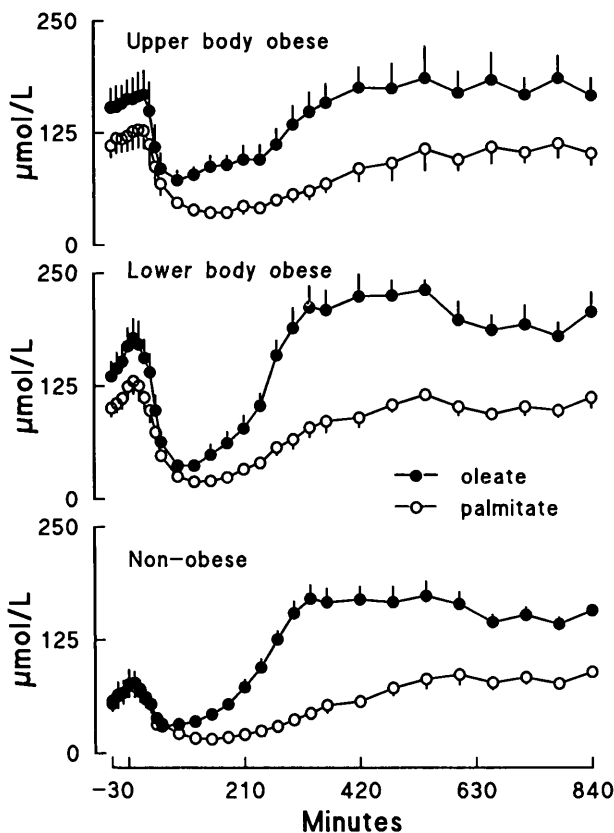 250
Upper body obese
µmol/L
125
0
250
Lower body obese
µmol/L
125
0
oleate
palmitate
250
Non-obese
µmol/L
125
0
−30 210 420 630 840
Minutes